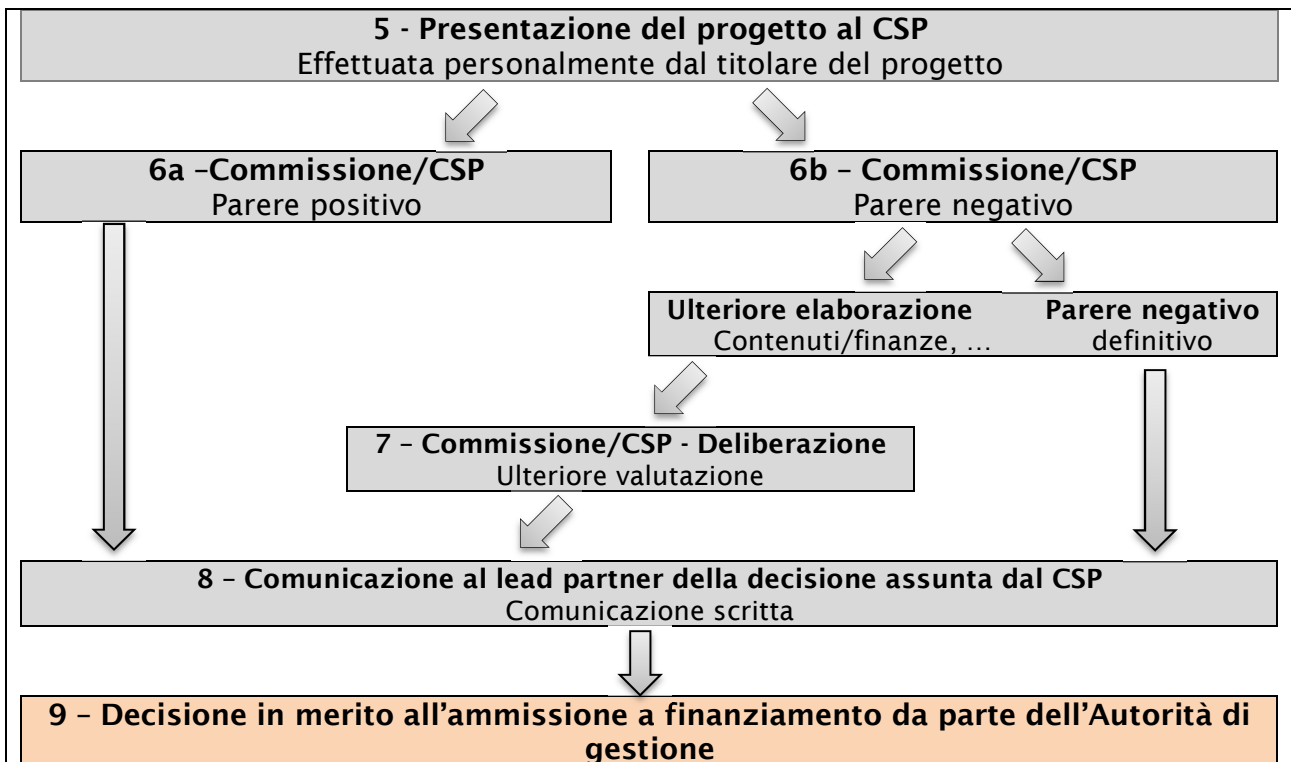 5 - Presentazione del progetto al CSP
Effettuata personalmente dal titolare del progetto
6a –Commissione/CSP
Parere positivo
6b – Commissione/CSP
Parere negativo
Ulteriore elaborazione
Contenuti/finanze, …
Parere negativo
definitivo
7 – Commissione/CSP - Deliberazione
Ulteriore valutazione
8 – Comunicazione al lead partner della decisione assunta dal CSP
Comunicazione scritta
9 – Decisione in merito all’ammissione a finanziamento da parte dell’Autorità di
gestione